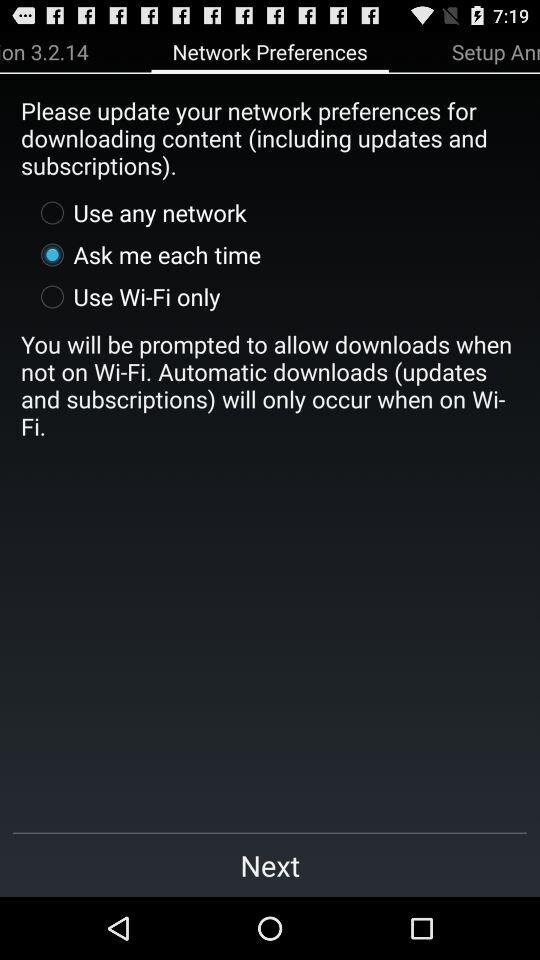 7:19
ion 3.2.14 Network Preferences Setup Ann
Please update your network preferences for
downloading content (including updates and
subscriptions).
Use any network
Ask me each time
Use Wi-Fi only
You will be prompted to allow downloads when
not on Wi-Fi. Automatic downloads (updates
and subscriptions) will only occur when on Wi-
Fi.
Next